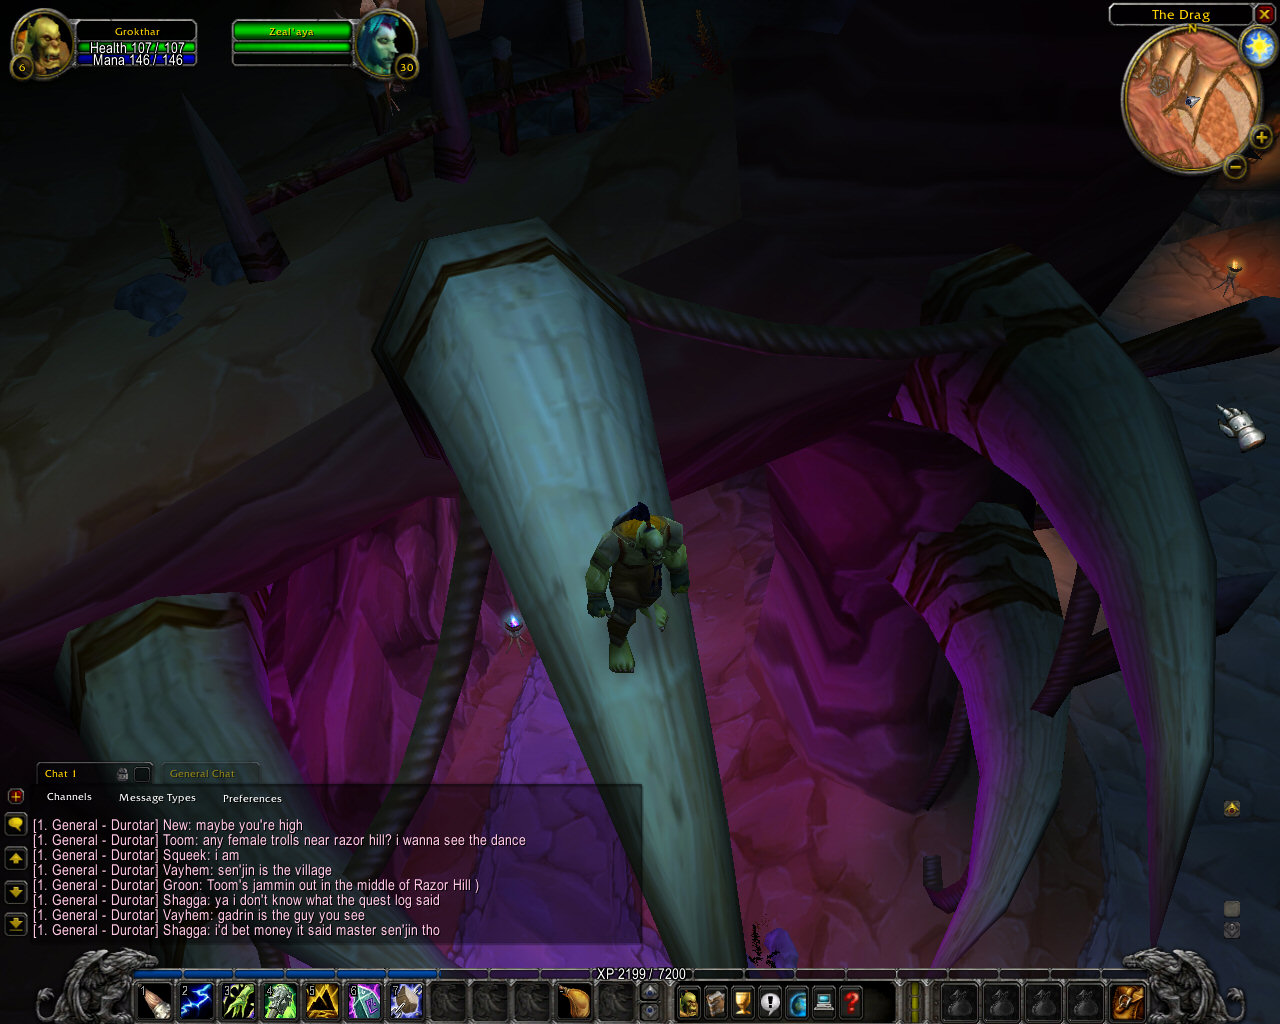 Grokthar
Health 107 / 107
Mana 146 / 146
6
Zeal'aya
30
The Drag
N
Chat 1
General Chat
Channels
Message Types
Preferences
[1. General - Durotar] New: maybe you're high
[1. General - Durotar] Toom: any female trolls near razor hill? i wanna see the dance
[1. General - Durotar] Squeek: i am
[1. General - Durotar] Vayhem: sen'jin is the village
[1. General - Durotar] Groon: Toom's jammin out in the middle of Razor Hill )
[1. General - Durotar] Shagga: ya i don't know what the quest log said
[1. General - Durotar] Vayhem: gadrin is the guy you see
[1. General - Durotar] Shagga: i'd bet money it said master sen'jin tho
XP 2199 / 7200
1 2 3 4 5 6 7